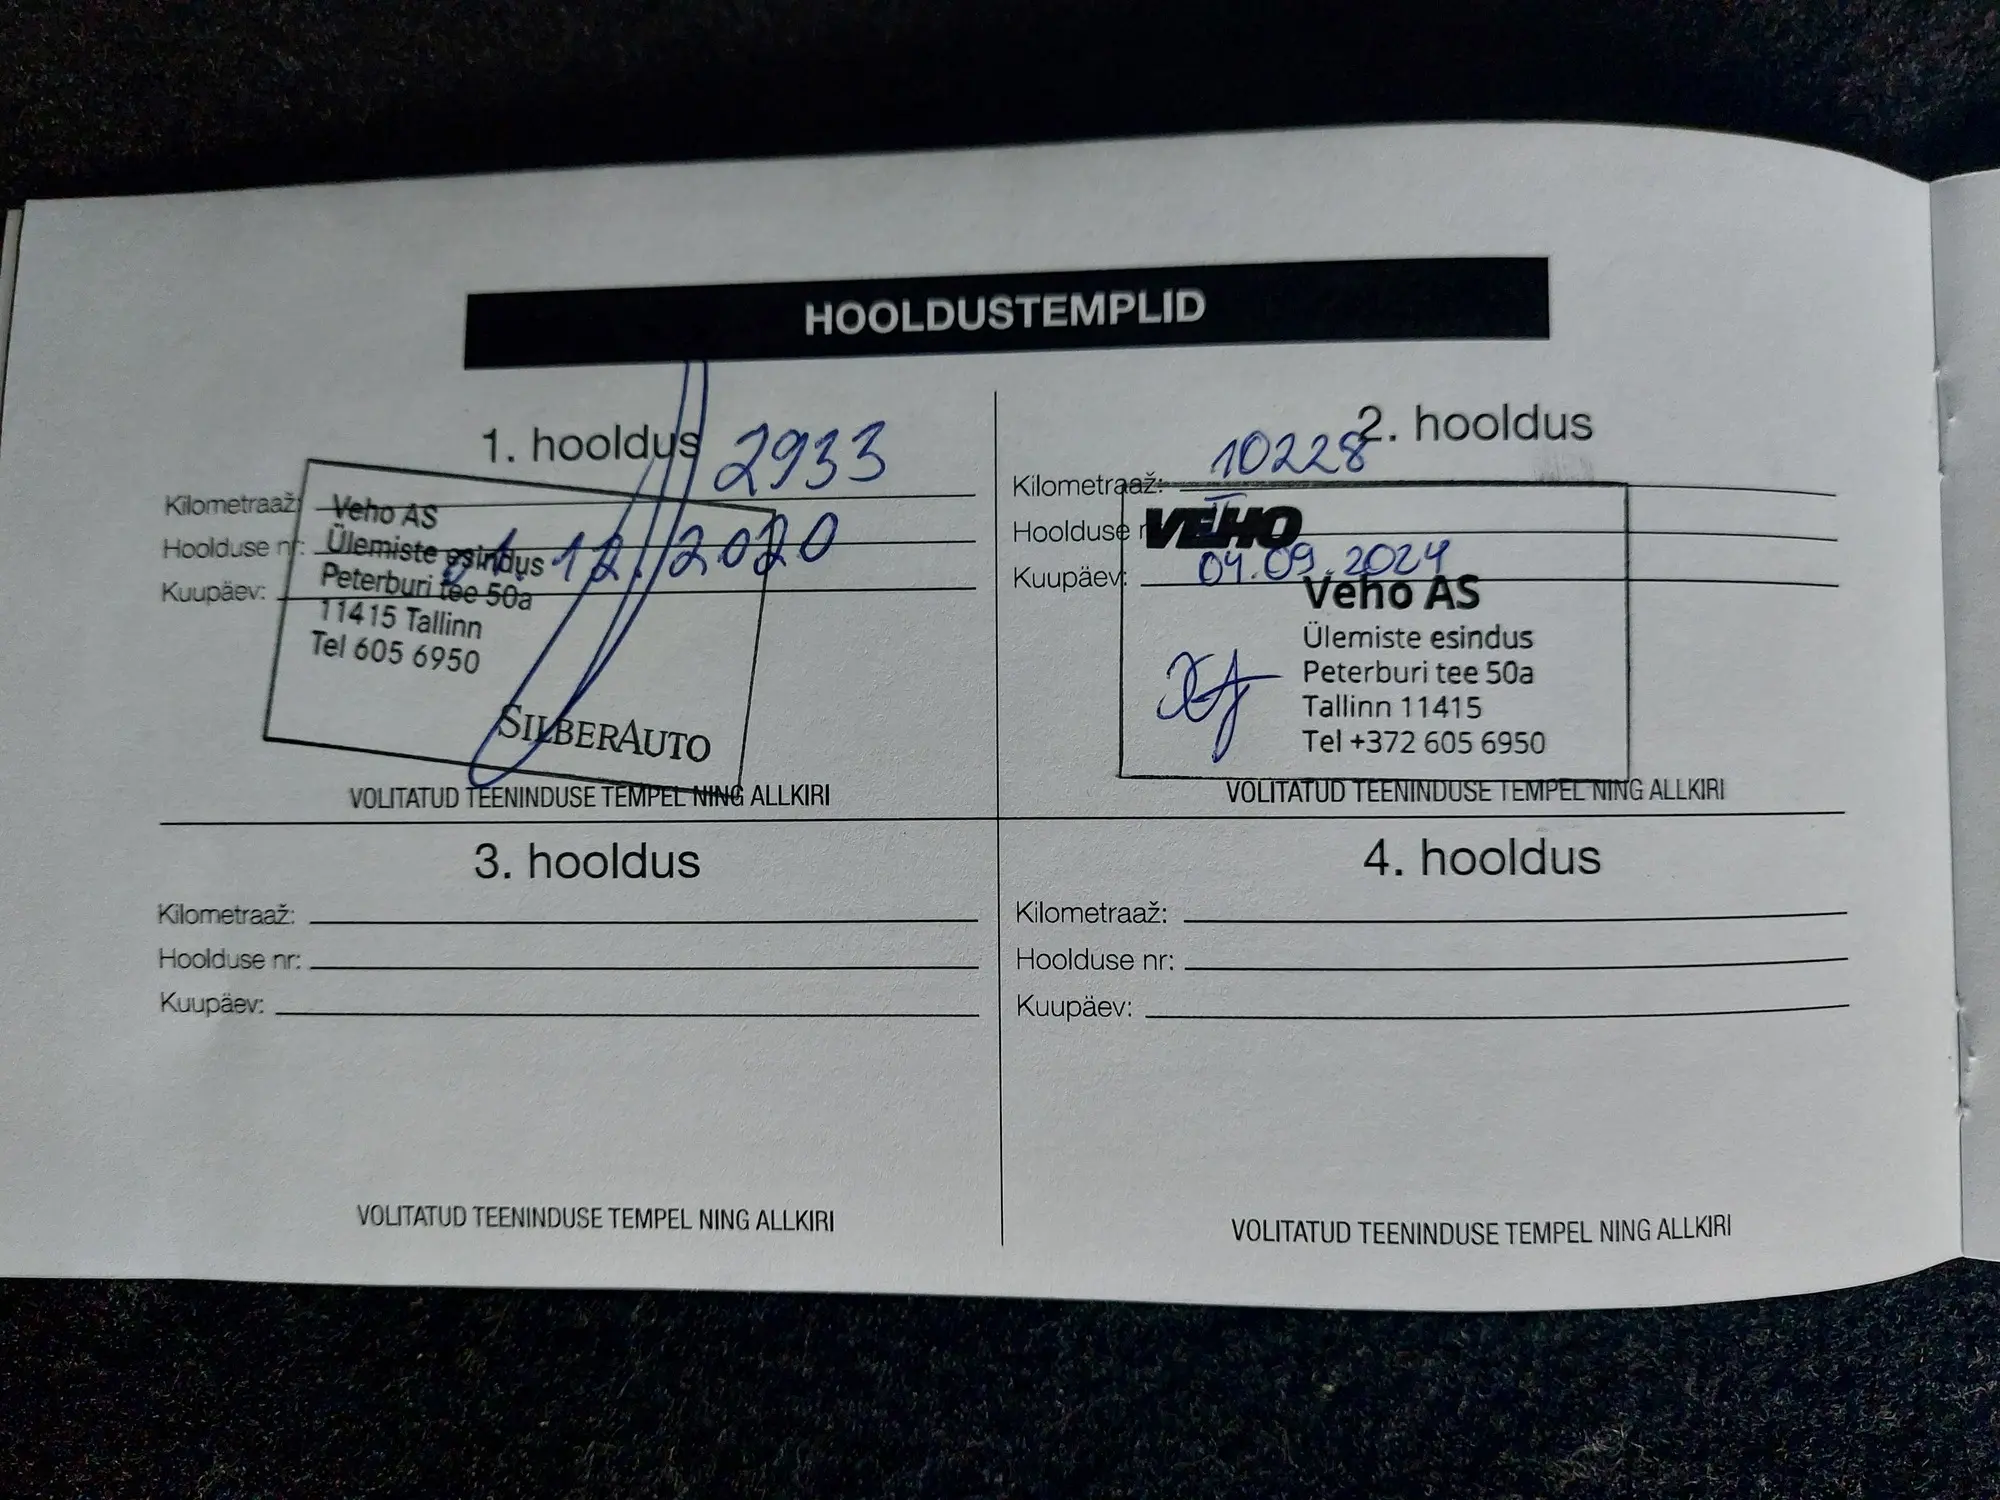 HOOLDUSTEMPLID
1. hooldus
Kilometraaž: 2933
Hoolduse nr:
Kuupäev: 12.2020
Veho AS
Ülemiste esindus
Peterburi tee 50a
11415 Tallinn
Tel 605 6950
SILBERAUTO
VOLITATUD TEENINDUSE TEMPEL NING ALLKIRI
2. hooldus
Kilometraaž: 10228
Hoolduse nr: II
Kuupäev: 04.09.2024
VEHO
Veho AS
Ülemiste esindus
Peterburi tee 50a
Tallinn 11415
Tel +372 605 6950
VOLITATUD TEENINDUSE TEMPEL NING ALLKIRI
3. hooldus
Kilometraaž:
Hoolduse nr:
Kuupäev:
VOLITATUD TEENINDUSE TEMPEL NING ALLKIRI
4. hooldus
Kilometraaž:
Hoolduse nr:
Kuupäev:
VOLITATUD TEENINDUSE TEMPEL NING ALLKIRI